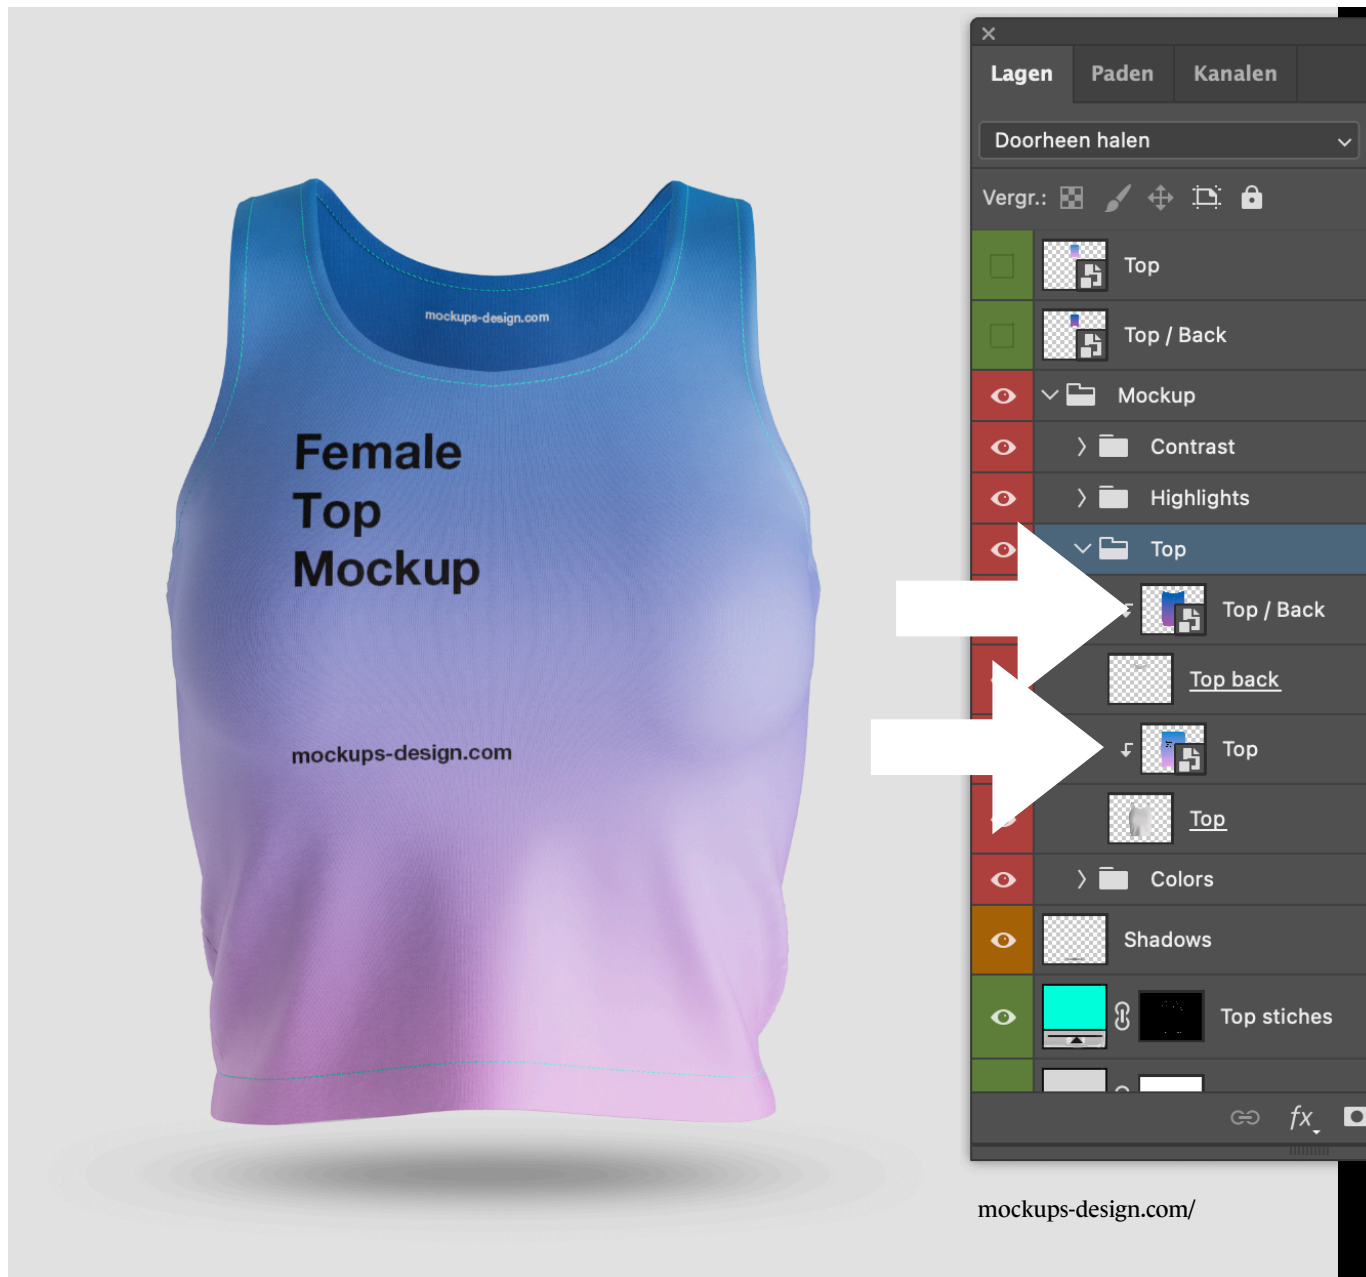 mockups-design.com
Female
Top
Mockup
mockups-design.com
Lagen Paden Kanalen
Doorheen halen
Vergr.:
Top
Top / Back
Mockup
Contrast
Highlights
Top
Top / Back
Top back
Top
Top
Colors
Shadows
Top stiches
fx
mockups-design.com/